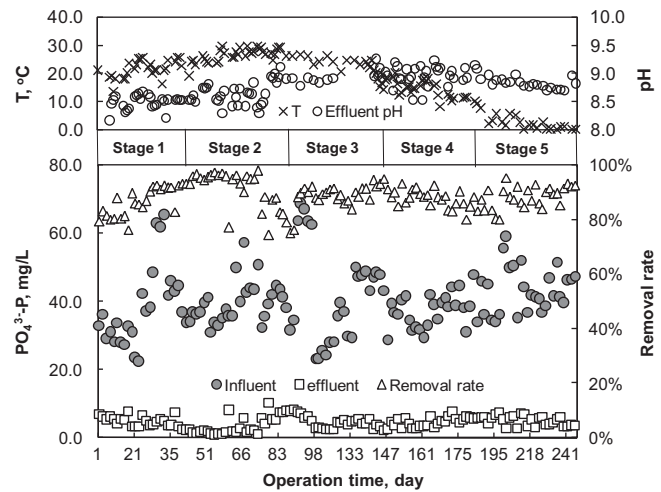 40.0 10.0
30.0 9.5
20.0 9.0
10.0 8.5
0.0 8.0
T, °C
pH
T Effluent pH
Stage 1 Stage 2 Stage 3 Stage 4 Stage 5
80.0 100%
80%
60.0
60%
40.0
40%
20.0
20%
0.0 0%
PO₄³⁻-P, mg/L
Removal rate
Influent effluent Removal rate
1 21 35 51 66 83 98 133 147 161 175 195 218 241
Operation time, day